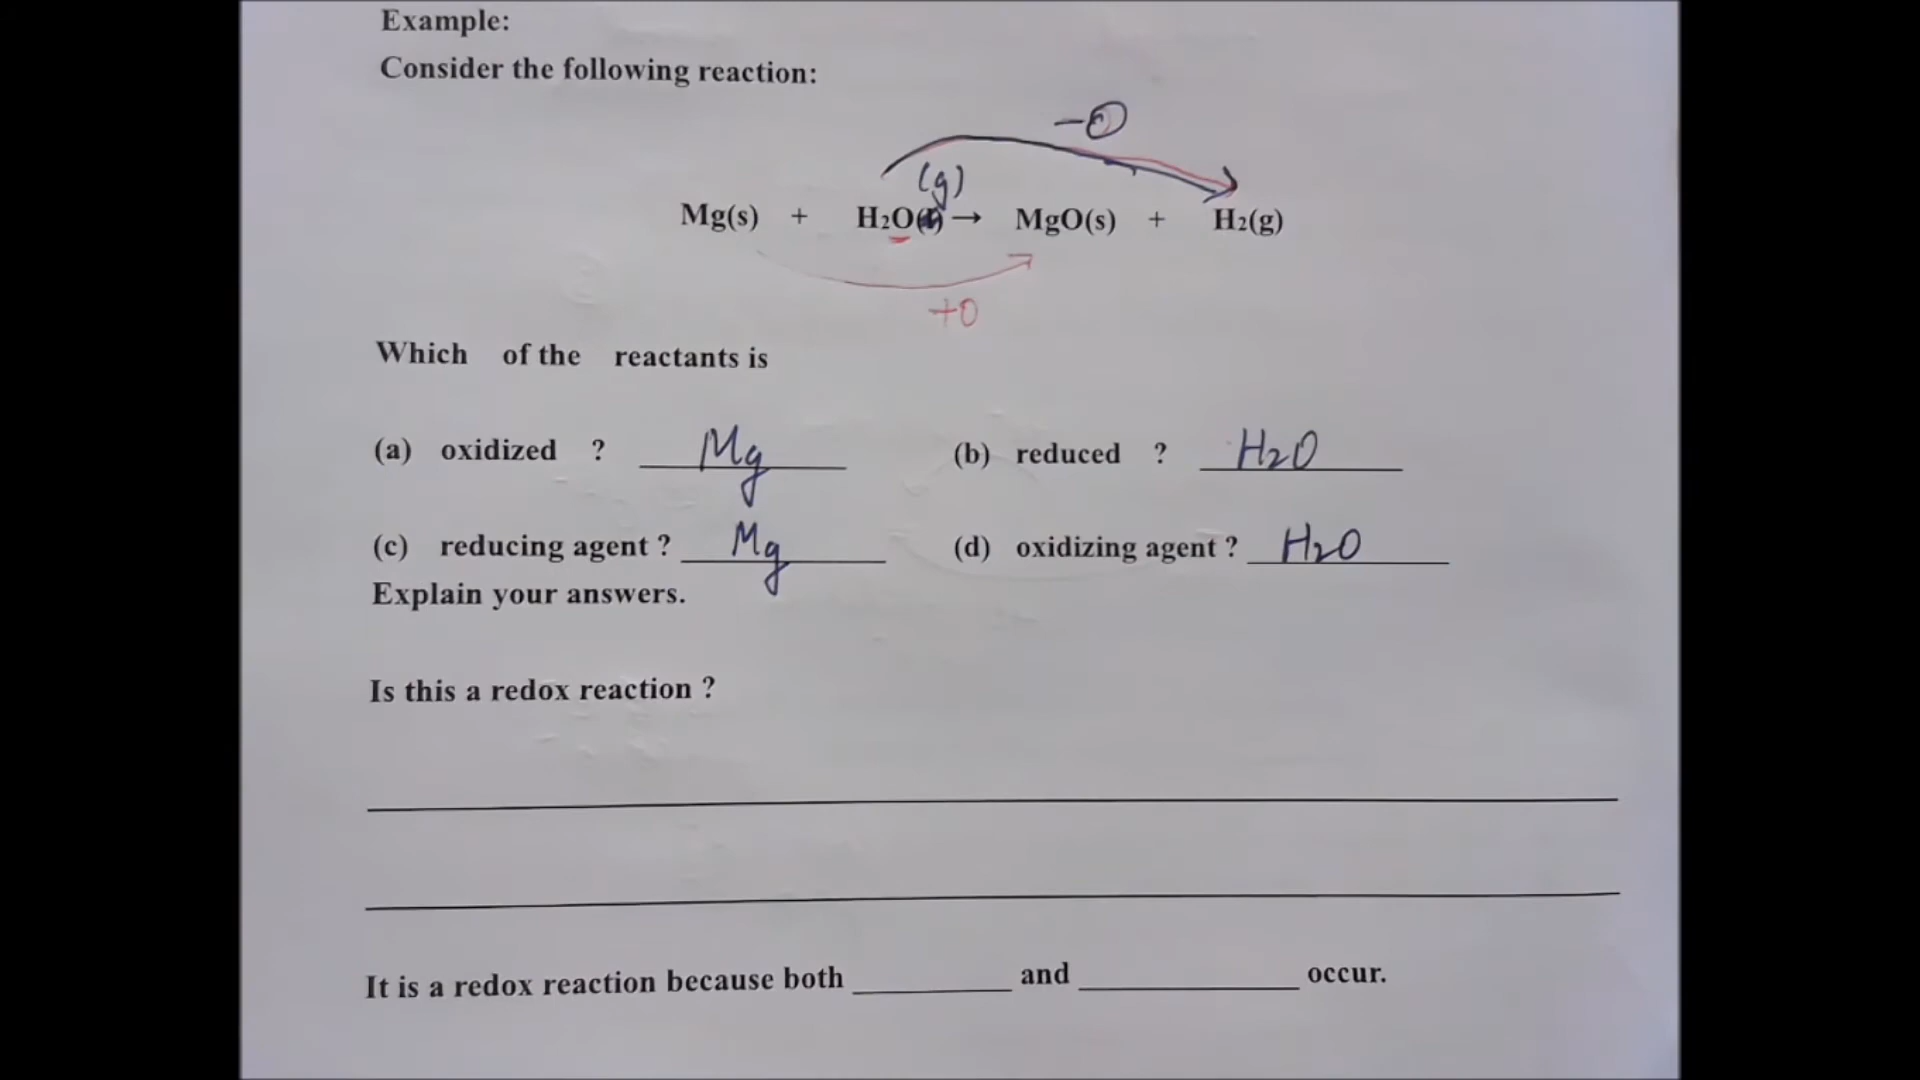 Example:
Consider the following reaction:
-O
(g)
Mg(s) + H₂O( ) → MgO(s) + H₂(g)
+O
Which of the reactants is
(a) oxidized ? Mg (b) reduced ? H₂O
(c) reducing agent ? Mg (d) oxidizing agent ? H₂O
Explain your answers.
Is this a redox reaction ?
It is a redox reaction because both ________ and ________ occur.